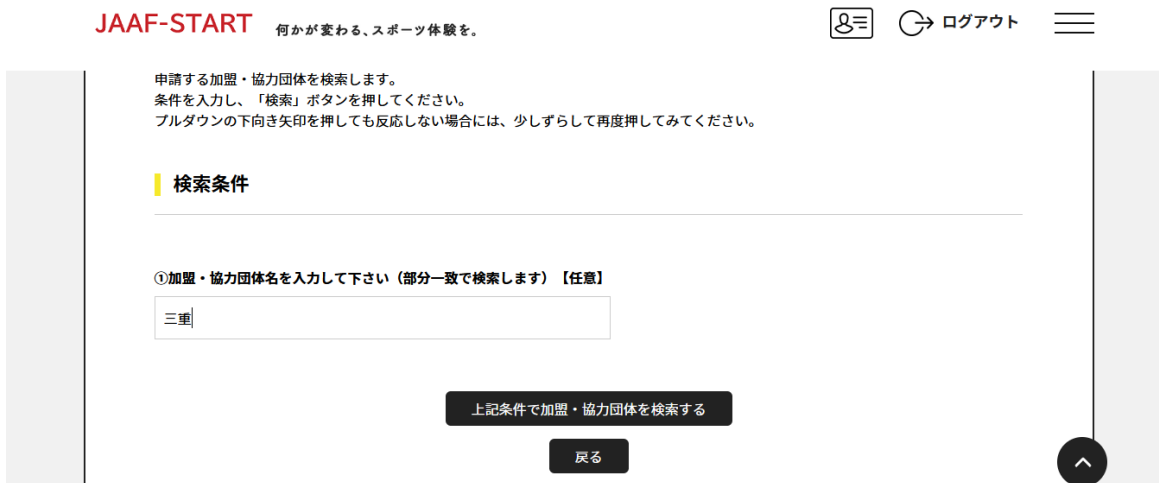 JAAF-START 何かが変わる、スポーツ体験を。 ログアウト
申請する加盟・協力団体を検索します。
条件を入力し、「検索」ボタンを押してください。
プルダウンの下向き矢印を押しても反応しない場合には、少しずらして再度押してみてください。
検索条件
①加盟・協力団体名を入力して下さい（部分一致で検索します）【任意】
三重
上記条件で加盟・協力団体を検索する
戻る